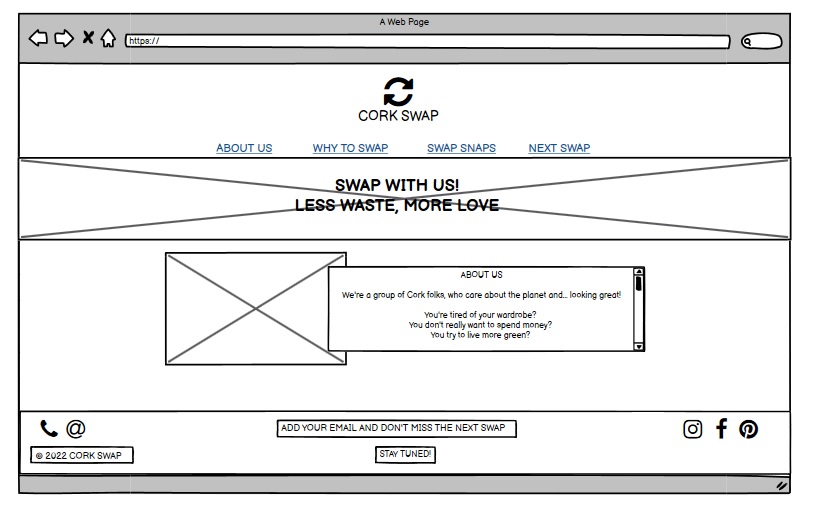 A Web Page
https://
CORK SWAP
ABOUT US WHY TO SWAP SWAP SNAPS NEXT SWAP
SWAP WITH US!
LESS WASTE, MORE LOVE
ABOUT US
We're a group of Cork folks, who care about the planet and... looking great!
You're tired of your wardrobe?
You don't really want to spend money?
You try to live more green?
@
ADD YOUR EMAIL AND DON'T MISS THE NEXT SWAP
© 2022 CORK SWAP
STAY TUNED!